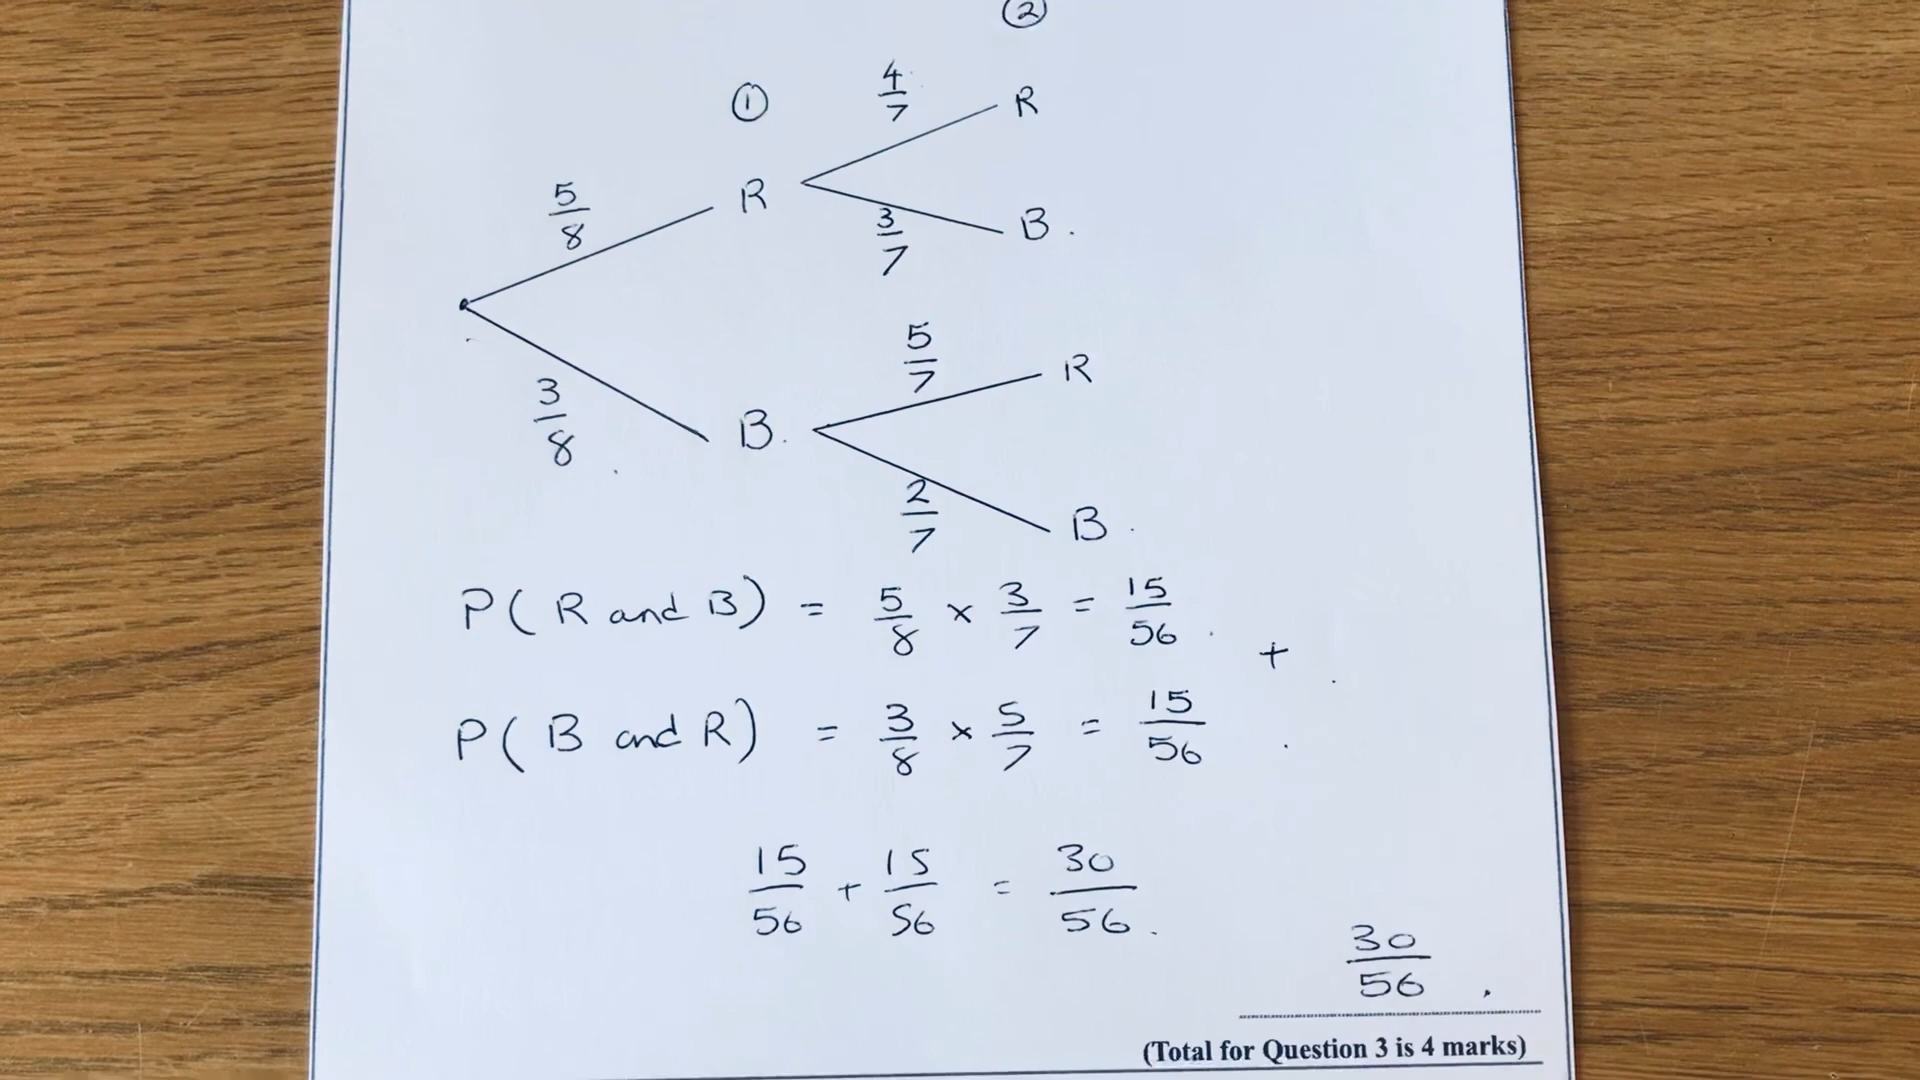 ②
① 4/7 R
5/8 R
3/7 B.
5/7 R
3/8 B.
2/7 B.
P( R and B) = 5/8 × 3/7 = 15/56.
+
P( B and R) = 3/8 × 5/7 = 15/56.
15/56 + 15/56 = 30/56.
30/56.
(Total for Question 3 is 4 marks)